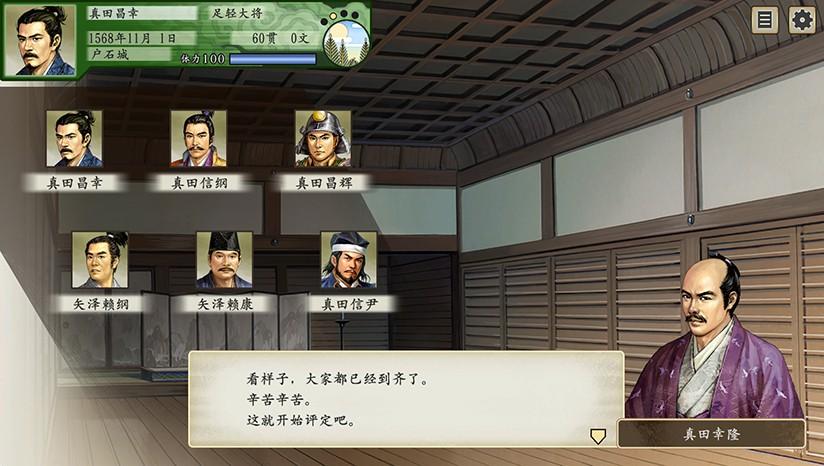 真田昌幸 足轻大将
1568年11月 1日 60贯 0文
户石城 体力100
真田昌幸 真田信纲 真田昌辉
矢泽赖纲 矢泽赖康 真田信尹
看样子，大家都已经到齐了。
辛苦辛苦。
这就开始评定吧。
真田幸隆